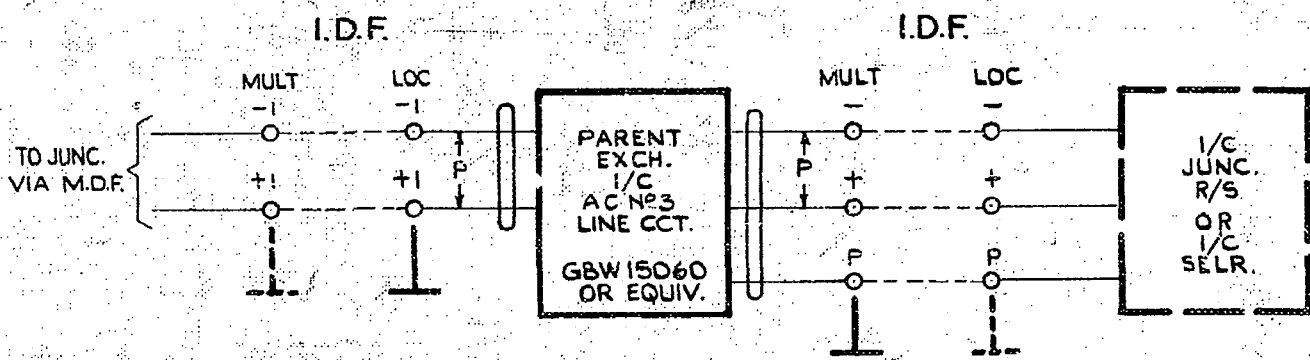 I.D.F.
I.D.F.
MULT
LOC
MULT
LOC
-1
-1
-
-
TO JUNC.
VIA M.D.F.
P
PARENT
EXCH.
I/C
AC Nº3
LINE CCT.
GBW 15060
OR EQUIV.
P
I/C
JUNC.
R/S
OR
I/C
SELR.
+1
+1
+
+
P
P